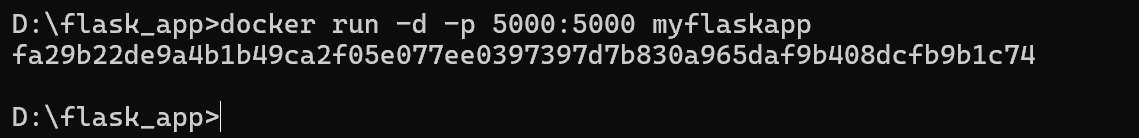 D:\flask_app>docker run -d -p 5000:5000 myflaskapp
fa29b22de9a4b1b49ca2f05e077ee0397397d7b830a965daf9b408dcfb9b1c74
D:\flask_app>